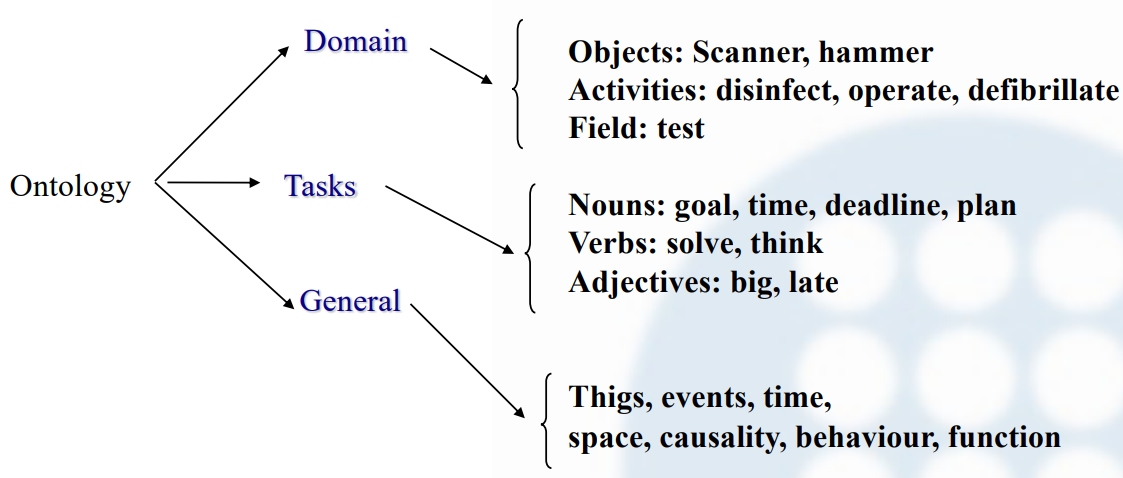 Domain
Objects: Scanner, hammer
Activities: disinfect, operate, defibrillate
Field: test
Ontology
Tasks
Nouns: goal, time, deadline, plan
Verbs: solve, think
Adjectives: big, late
General
Thigs, events, time,
space, causality, behaviour, function